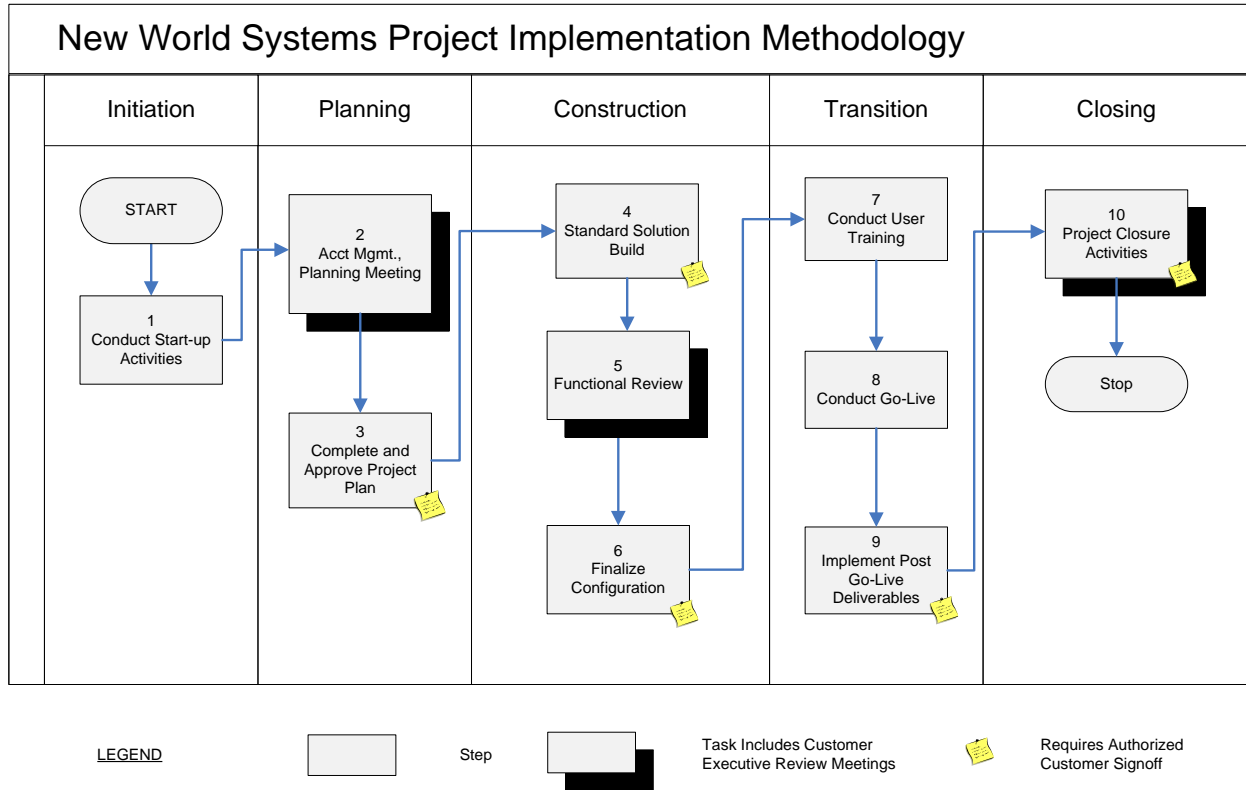 New World Systems Project Implementation Methodology
Initiation
Planning
Construction
Transition
Closing
START
1
Conduct Start-up
Activities
2
Acct Mgmt.,
Planning Meeting
3
Complete and
Approve Project
Plan
4
Standard Solution
Build
5
Functional Review
6
Finalize
Configuration
7
Conduct User
Training
8
Conduct Go-Live
9
Implement Post
Go-Live
Deliverables
10
Project Closure
Activities
Stop
LEGEND
Step
Task Includes Customer
Executive Review Meetings
Requires Authorized
Customer Signoff